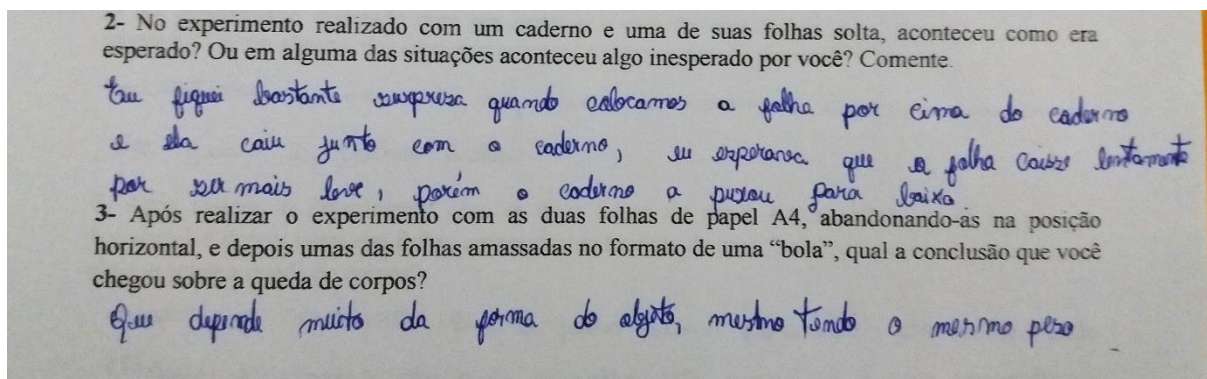 2- No experimento realizado com um caderno e uma de suas folhas solta, aconteceu como era
esperado? Ou em alguma das situações aconteceu algo inesperado por você? Comente.
Eu fiquei bastante surpresa quando colocamos a folha por cima do caderno
e ela caiu junto com o caderno, eu esperava que a folha caisse lentamente
por ser mais leve, porém o caderno a puxou para baixo.
3- Após realizar o experimento com as duas folhas de papel A4, abandonando-as na posição
horizontal, e depois umas das folhas amassadas no formato de uma “bola”, qual a conclusão que você
chegou sobre a queda de corpos?
Que depende muito da forma do objeto, mesmo tendo o mesmo peso